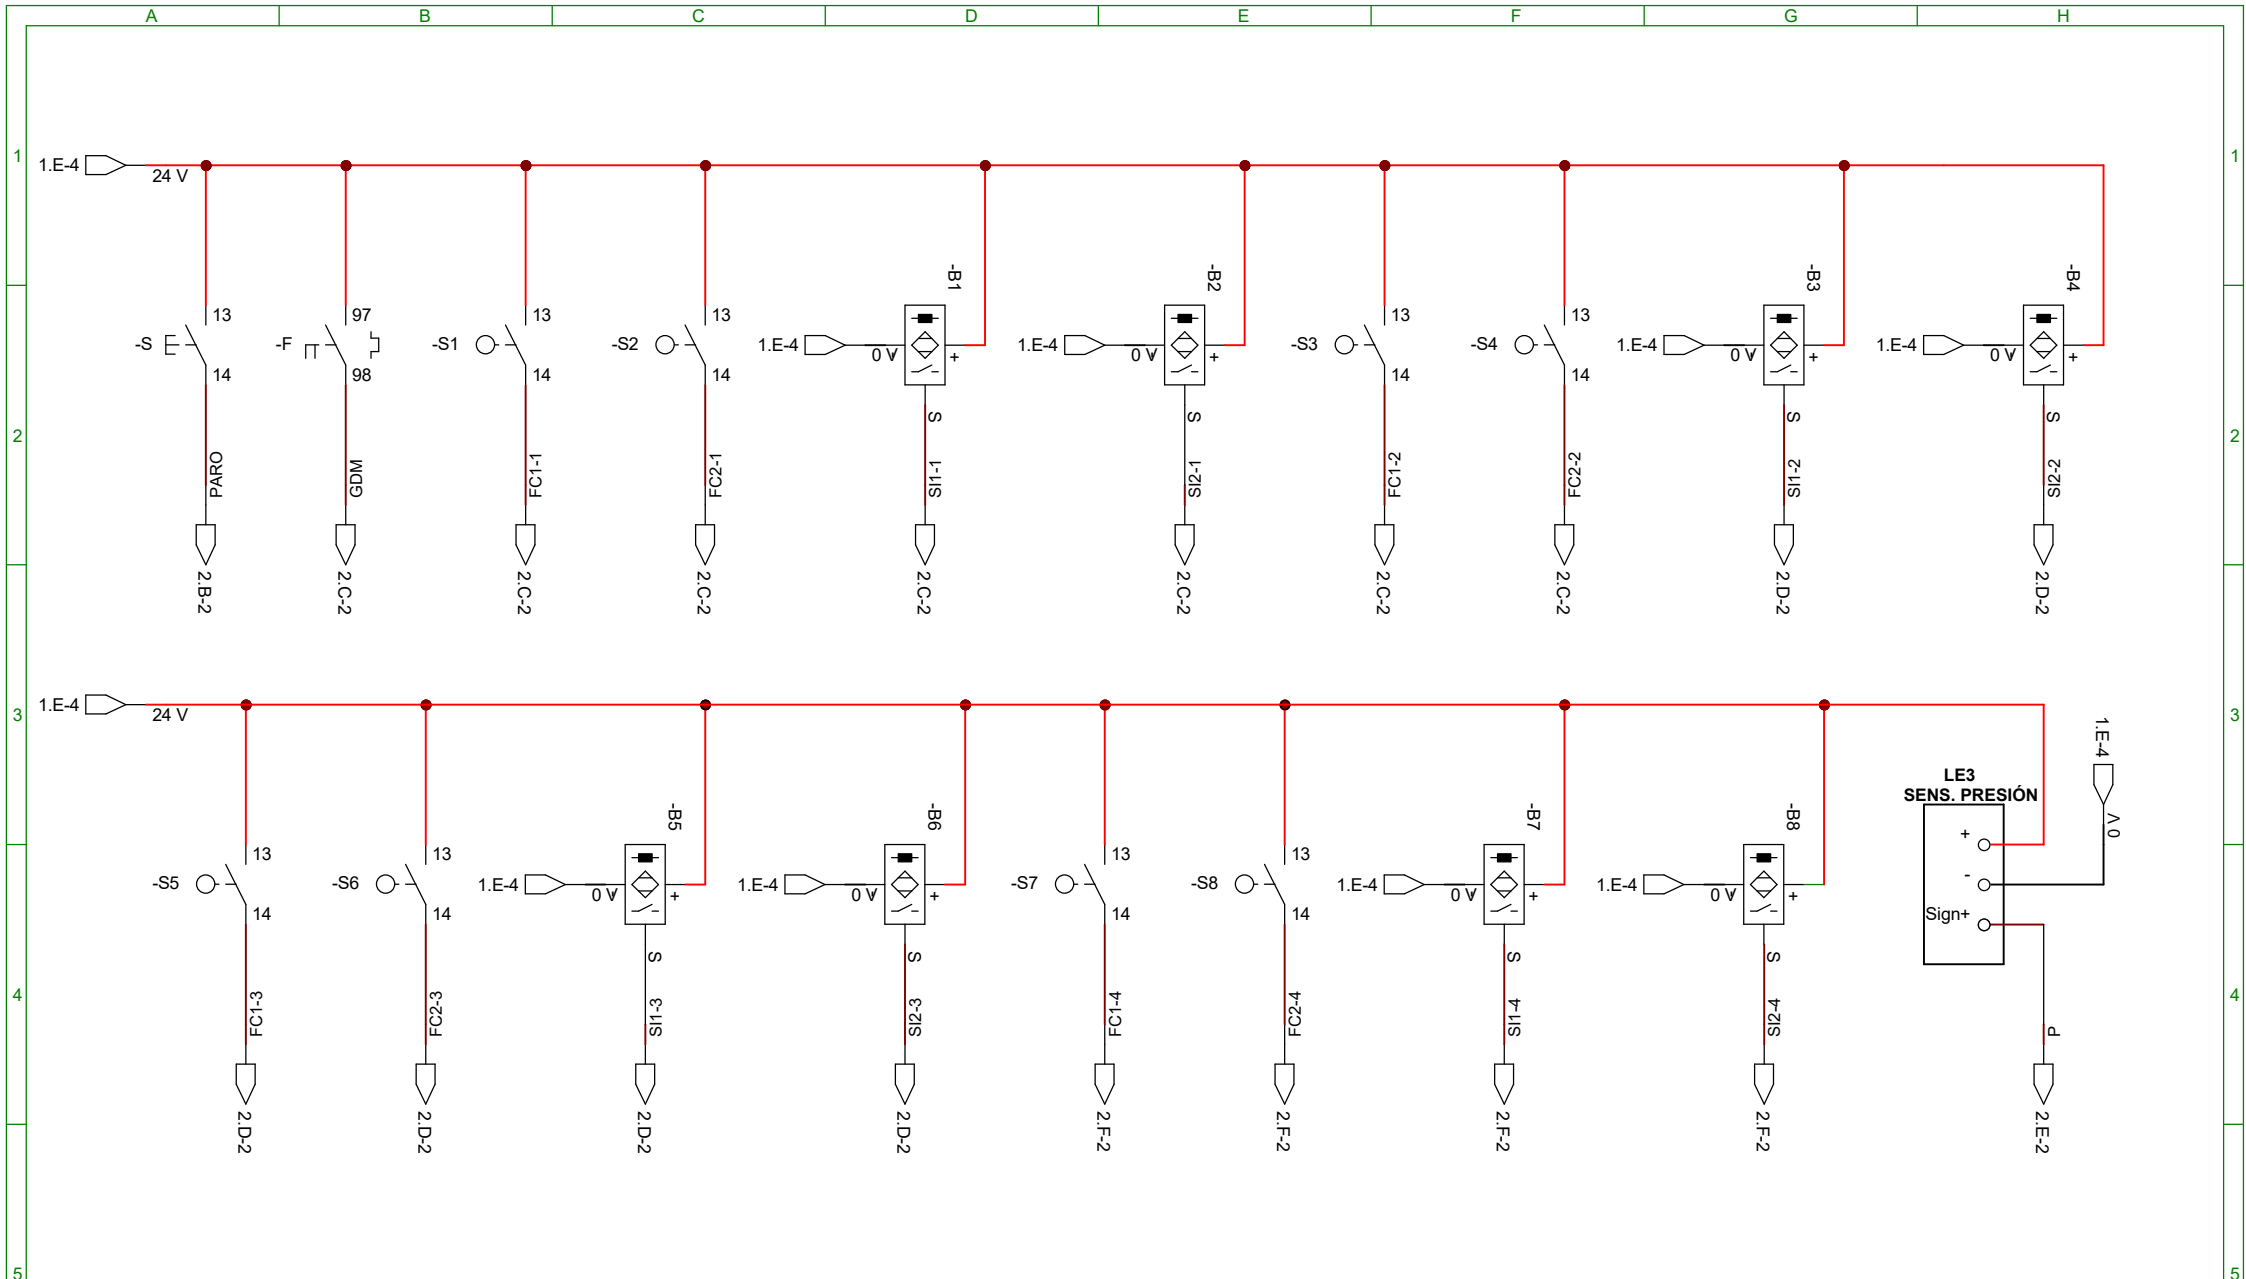 A B C D E F G H
1 1
1.E-4 24 V
-B1 -B2 -B3 -B4
13 97 13 13 13 13
-S -F -S1 -S2 1.E-4 0 V + 1.E-4 0 V + -S3 -S4 1.E-4 0 V + 1.E-4 0 V +
14 98 14 14 14 14
S S S S
2 2
PARO GDM FC1-1 FC2-1 SI1-1 SI2-1 FC1-2 FC2-2 SI1-2 SI2-2
2.B-2 2.C-2 2.C-2 2.C-2 2.C-2 2.C-2 2.C-2 2.C-2 2.D-2 2.D-2
3 3
1.E-4 24 V
1.E-4
0 V
LE3
SENS. PRESIÓN
-B5 -B6 -B7 -B8
+
13 13 13 13
-S5 -S6 1.E-4 0 V + 1.E-4 0 V + -S7 -S8 1.E-4 0 V + 1.E-4 0 V +
-
14 14 14 14
Sign+
S S S S
4 4
FC1-3 FC2-3 SI1-3 SI2-3 FC1-4 FC2-4 SI1-4 SI2-4 P
2.D-2 2.D-2 2.D-2 2.D-2 2.F-2 2.F-2 2.F-2 2.F-2 2.E-2
5 5